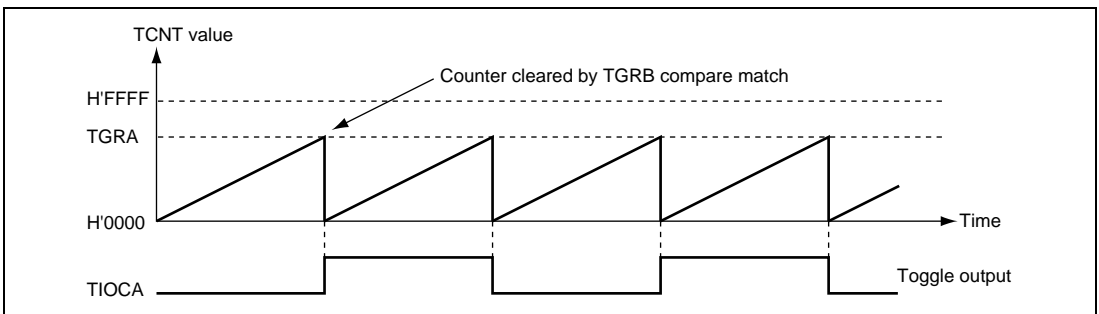 TCNT value
Counter cleared by TGRB compare match
H'FFFF
TGRA
H'0000
Time
Toggle output
TIOCA